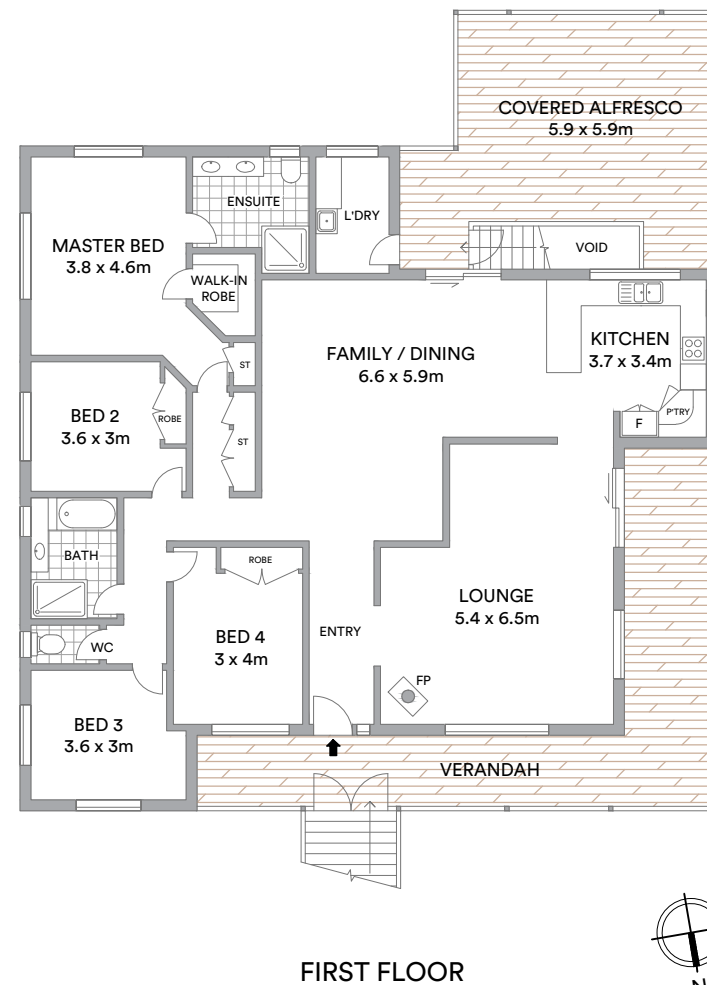 COVERED ALFRESCO
5.9 x 5.9m
ENSUITE
L'DRY
MASTER BED
3.8 x 4.6m
VOID
WALK-IN
ROBE
KITCHEN
3.7 x 3.4m
FAMILY / DINING
6.6 x 5.9m
ST
BED 2
3.6 x 3m
ROBE
P'TRY
F
ST
BATH
ROBE
LOUNGE
5.4 x 6.5m
ENTRY
BED 4
3 x 4m
WC
FP
BED 3
3.6 x 3m
VERANDAH
FIRST FLOOR
N